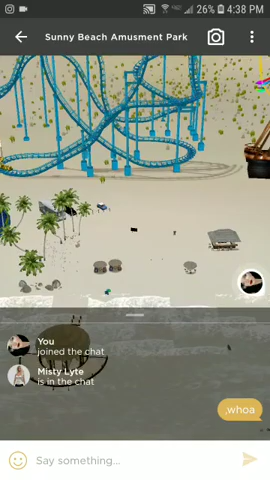 26% 4:38 PM
Sunny Beach Amusment Park
You
joined the chat
Misty Lyte
is in the chat
,whoa
Say something...